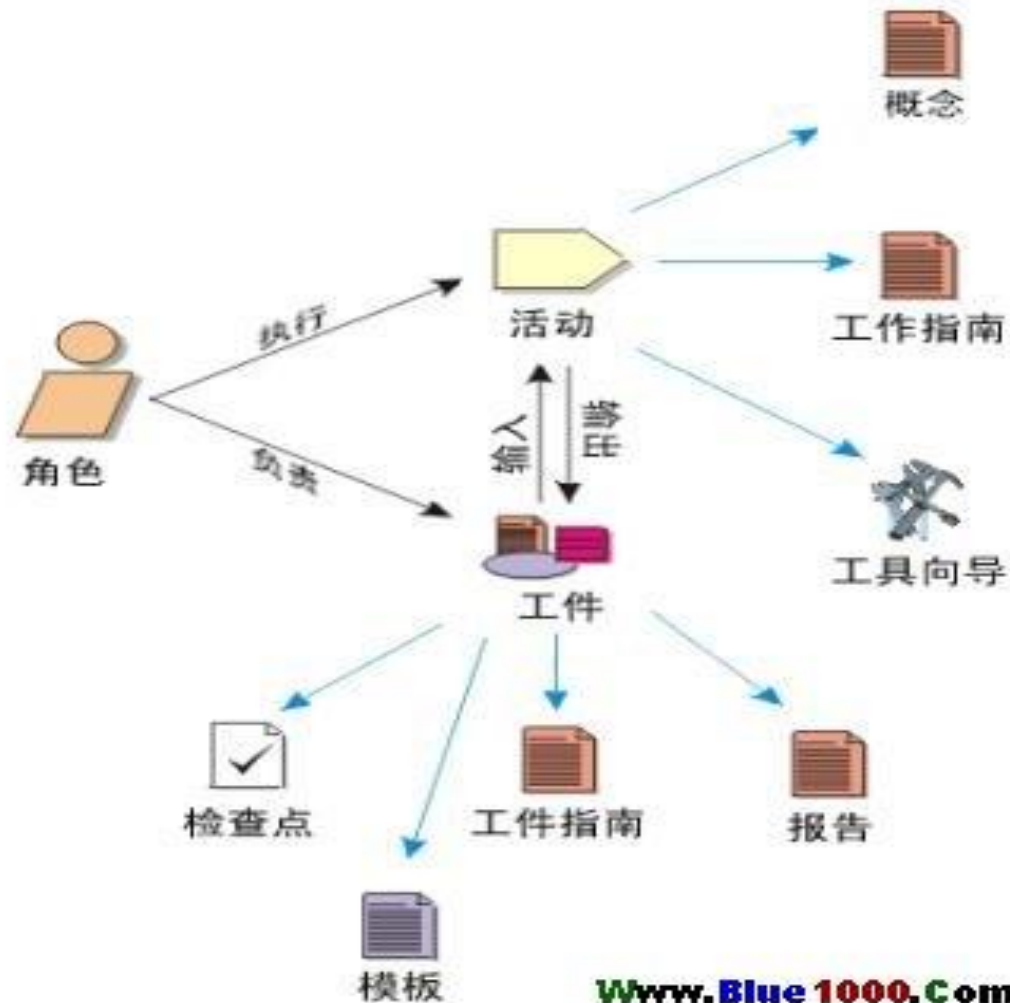 概念
执行
活动
工作指南
角色
负责
输入
输出
工具向导
工件
检查点
工件指南
报告
模板
Www.Blue1000.Com